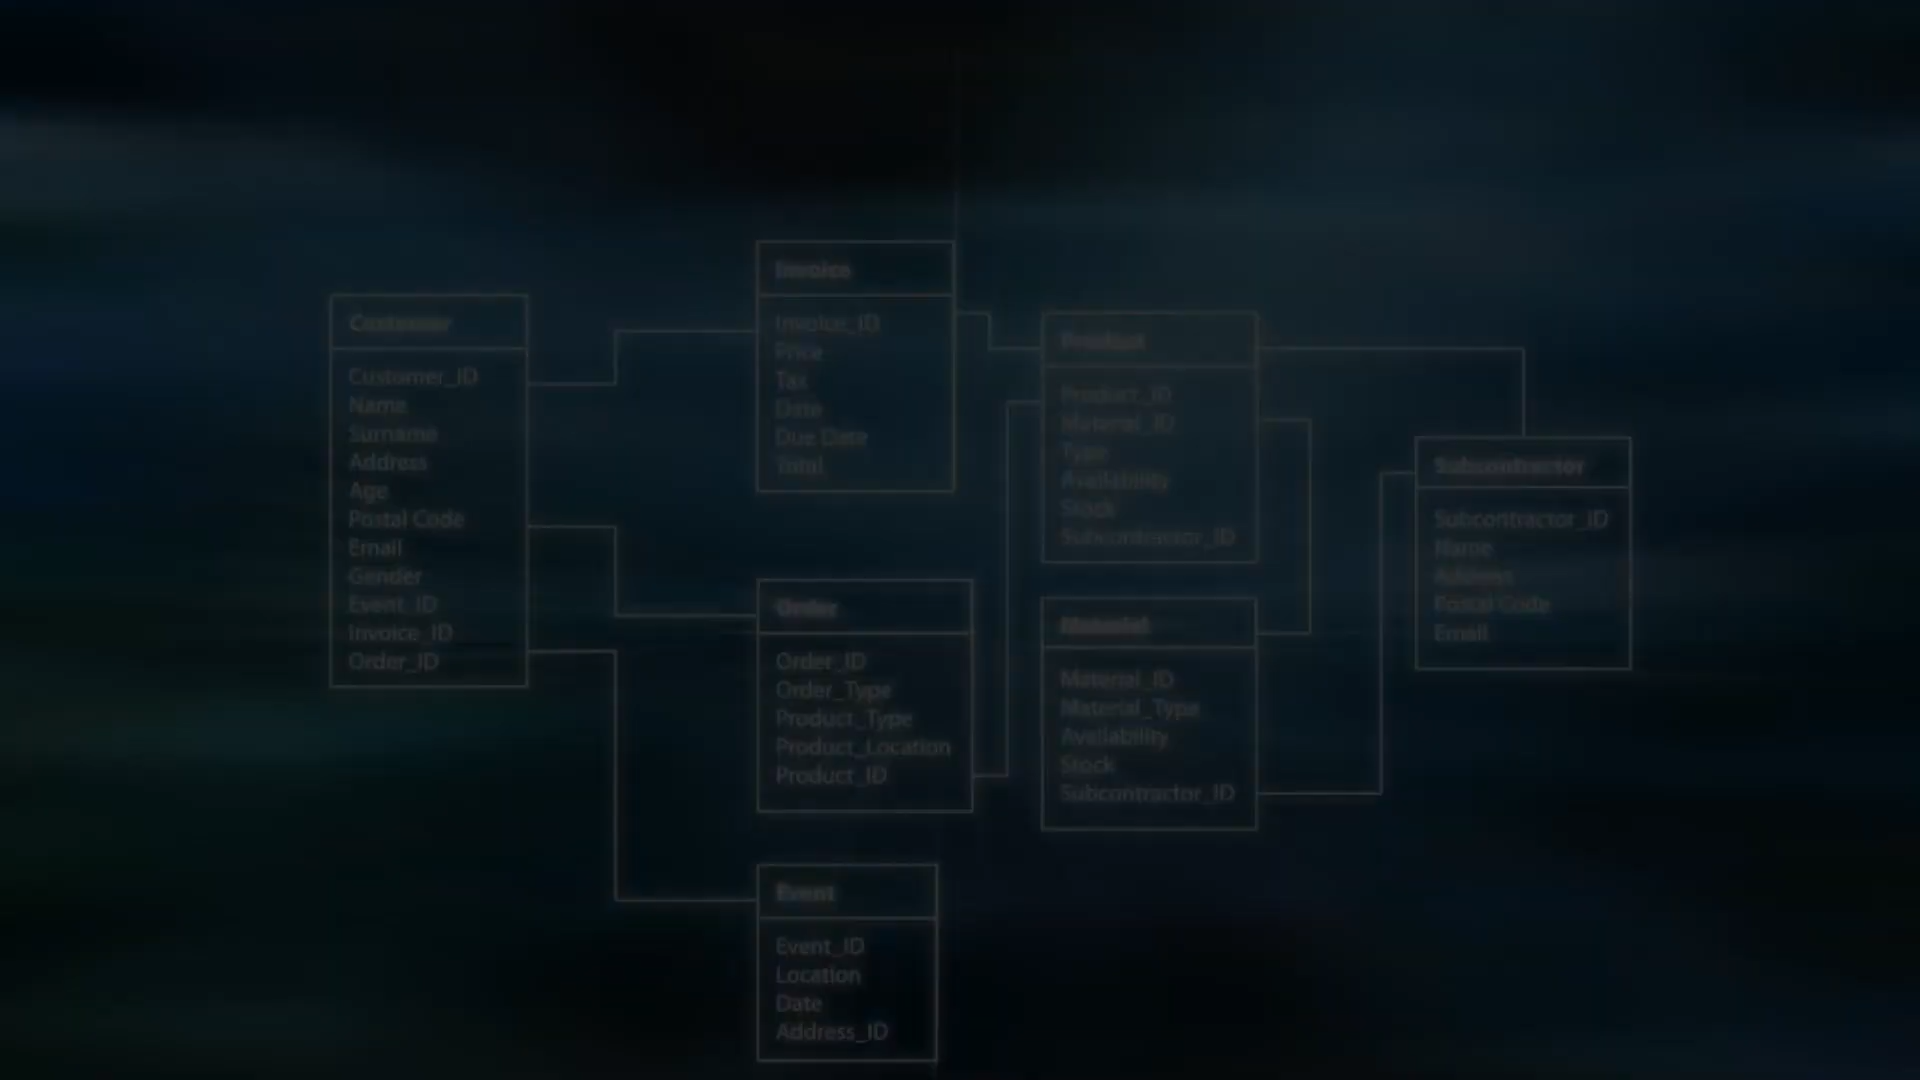 Customer
Customer_ID
Name
Surname
Address
Age
Postal Code
Email
Gender
Event_ID
Invoice_ID
Order_ID
Invoice
Invoice_ID
Price
Tax
Date
Due Date
Total
Order
Order_ID
Order_Type
Product_Type
Product_Location
Product_ID
Event
Event_ID
Location
Date
Address_ID
Product
Product_ID
Material_ID
Type
Availability
Stock
Subcontractor_ID
Material
Material_ID
Material_Type
Availability
Stock
Subcontractor_ID
Subcontractor
Subcontractor_ID
Name
Address
Postal Code
Email